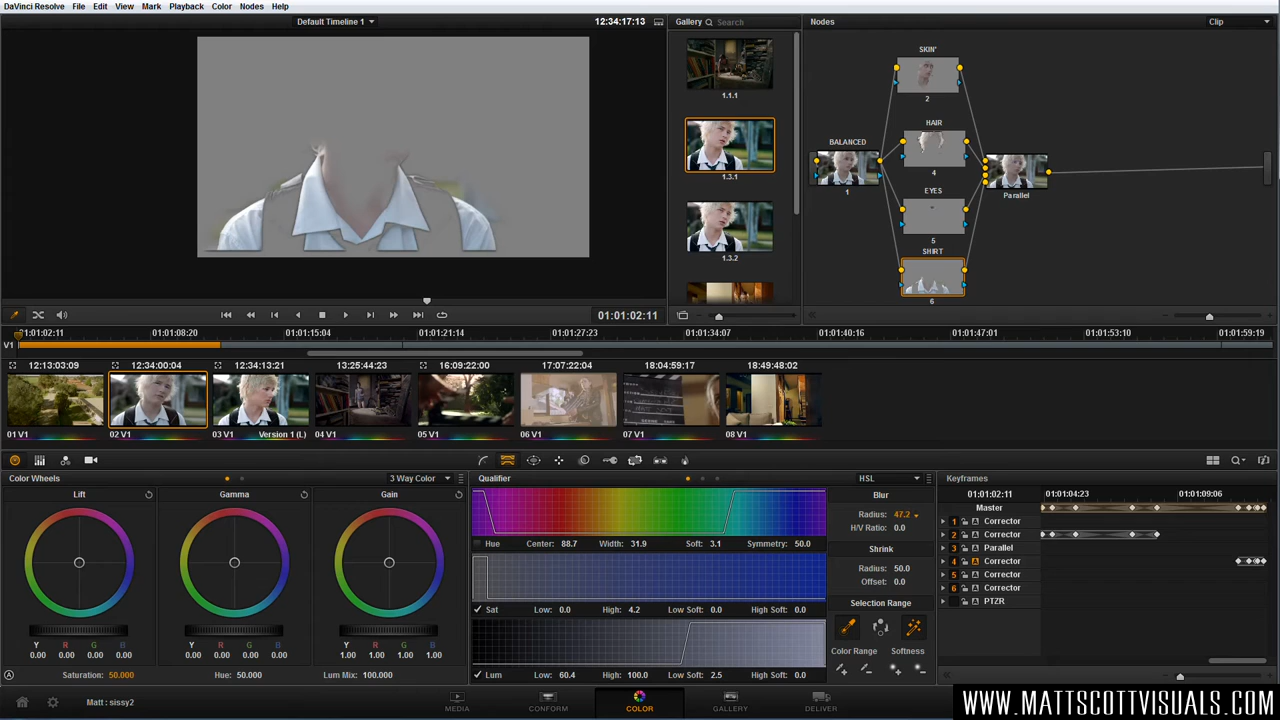 DaVinci Resolve File Edit View Mark Playback Color Nodes Help
Default Timeline 1 12:34:17:13 Gallery Search Nodes Clip
1.1.1
1.3.1
1.3.2
SKIN'
2
HAIR
4
BALANCED
1
EYES
5
Parallel
SHIRT
6
01:01:02:11
01:01:02:11 01:01:08:20 01:01:15:04 01:01:21:14 01:01:27:23 01:01:34:07 01:01:40:16 01:01:47:01 01:01:53:10 01:01:59:19
V1
12:13:03:09 12:34:00:04 12:34:13:21 13:25:44:23 16:09:22:00 17:07:22:04 18:04:59:17 18:49:48:02
01 V1 02 V1 03 V1 Version 1 (L) 04 V1 05 V1 06 V1 07 V1 08 V1
Color Wheels 3 Way Color
Lift Gamma Gain
Y R G B Y R G B Y R G B
0.00 0.00 0.00 0.00 0.00 0.00 0.00 0.00 1.00 1.00 1.00 1.00
Saturation: 50.000 Hue: 50.000 Lum Mix: 100.000
Qualifier HSL
Hue Center: 88.7 Width: 31.9 Soft: 3.1 Symmetry: 50.0
Sat Low: 0.0 High: 4.2 Low Soft: 0.0 High Soft: 0.0
Lum Low: 60.4 High: 100.0 Low Soft: 2.5 High Soft: 0.0
Blur
Radius: 47.2
H/V Ratio: 0.0
Shrink
Radius: 50.0
Offset: 0.0
Selection Range
Color Range Softness
Keyframes
01:01:02:11 01:01:04:23 01:01:09:06
Master
1 Corrector
2 Corrector
3 Parallel
4 Corrector
5 Corrector
6 Corrector
PTZR
Matt : sissy2
MEDIA CONFORM COLOR GALLERY DELIVER
WWW.MATTSCOTTVISUALS.COM